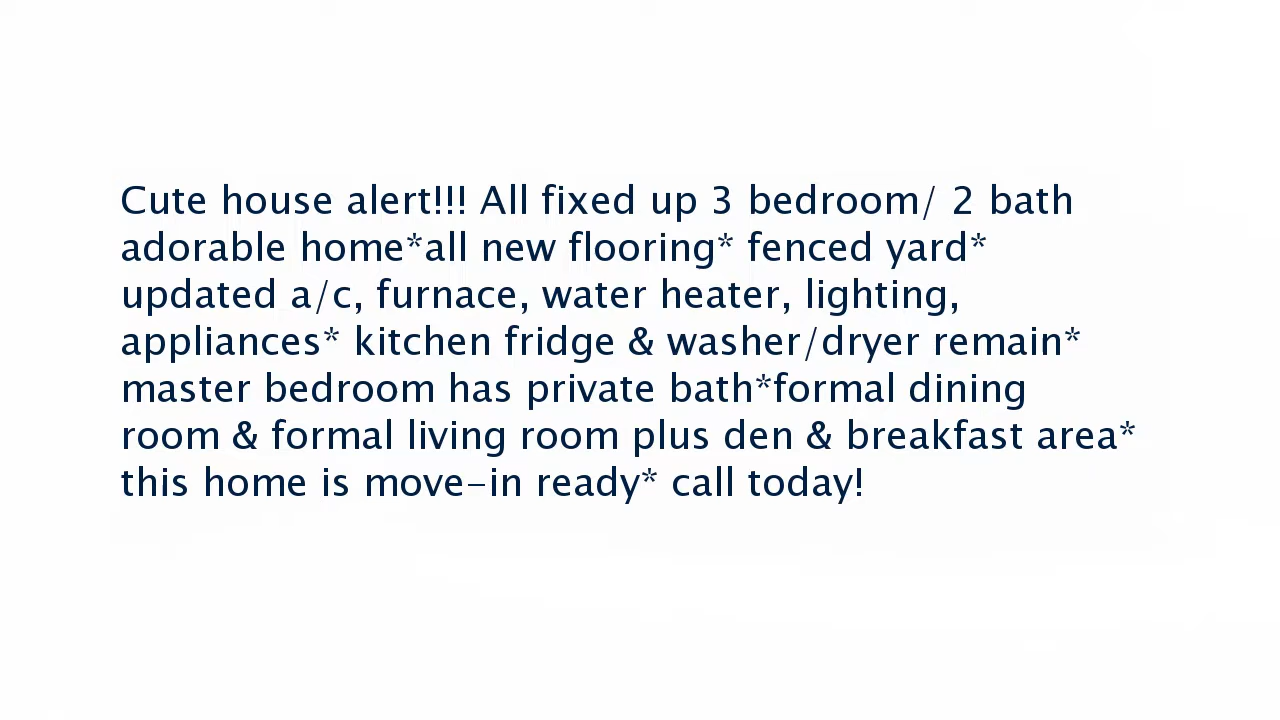 Cute house alert!!! All fixed up 3 bedroom/ 2 bath
adorable home*all new flooring* fenced yard*
updated a/c, furnace, water heater, lighting,
appliances* kitchen fridge & washer/dryer remain*
master bedroom has private bath*formal dining
room & formal living room plus den & breakfast area*
this home is move-in ready* call today!